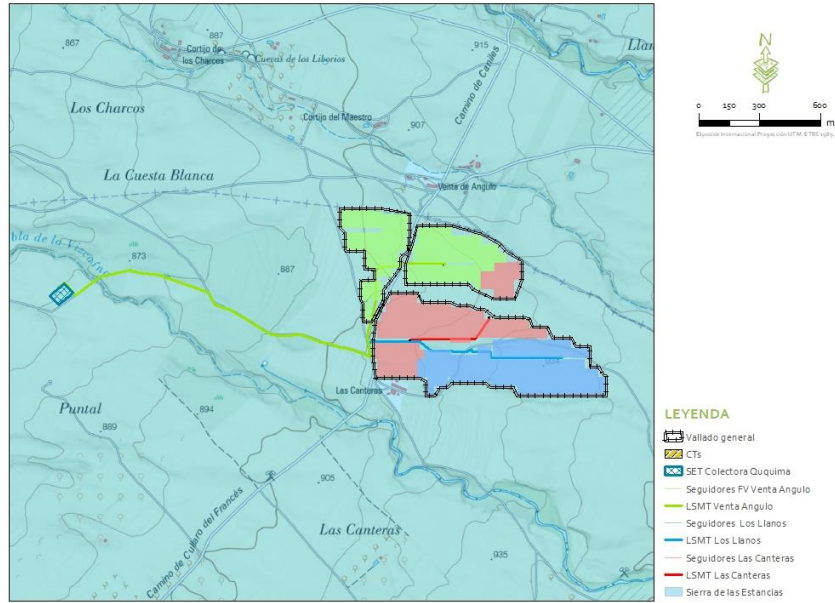 867
887
Cortijo de
los Charcos
Cuevas de los Liborios
915
Camino de Caniles
Llan
Los Charcos
Cortijo del Maestro
907
La Cuesta Blanca
Venta de Angulo
873
887
Las Canteras
Puntal
889
894
905
Las Canteras
935
Camino de Cúllaro del Francés
N
0 150 300 600
m
LEYENDA
Vallado general
CTs
SET Colectora Ququima
Seguidores FV Venta Angulo
LSMT Venta Angulo
Seguidores Los Llanos
LSMT Los Llanos
Seguidores Las Canteras
LSMT Las Canteras
Sierra de las Estancias